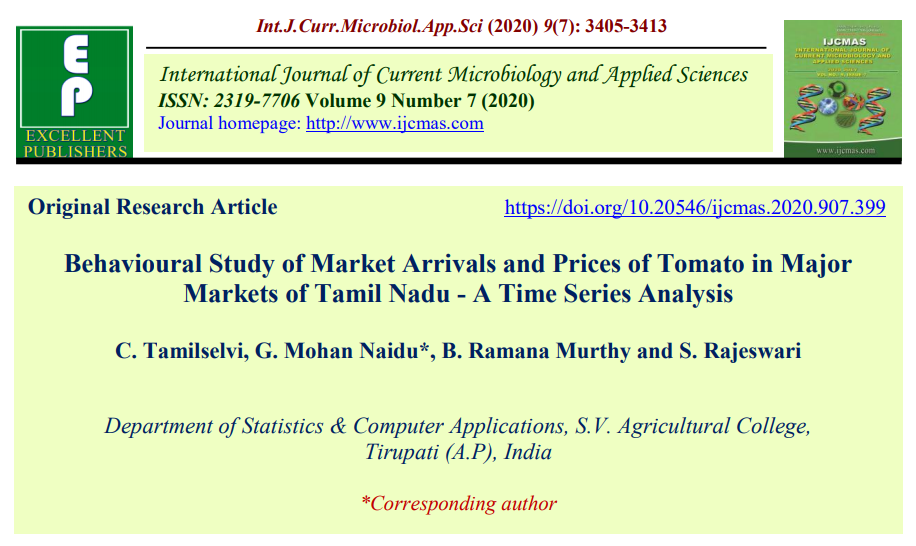 Int.J.Curr.Microbiol.App.Sci (2020) 9(7): 3405-3413
EP
EXCELLENT
PUBLISHERS
International Journal of Current Microbiology and Applied Sciences
ISSN: 2319-7706 Volume 9 Number 7 (2020)
Journal homepage: http://www.ijcmas.com
IJCMAS
INTERNATIONAL JOURNAL OF
CURRENT MICROBIOLOGY AND
APPLIED SCIENCES
www.ijcmas.com
Original Research Article
https://doi.org/10.20546/ijcmas.2020.907.399
Behavioural Study of Market Arrivals and Prices of Tomato in Major
Markets of Tamil Nadu - A Time Series Analysis
C. Tamilselvi, G. Mohan Naidu*, B. Ramana Murthy and S. Rajeswari
Department of Statistics & Computer Applications, S.V. Agricultural College,
Tirupati (A.P), India
*Corresponding author